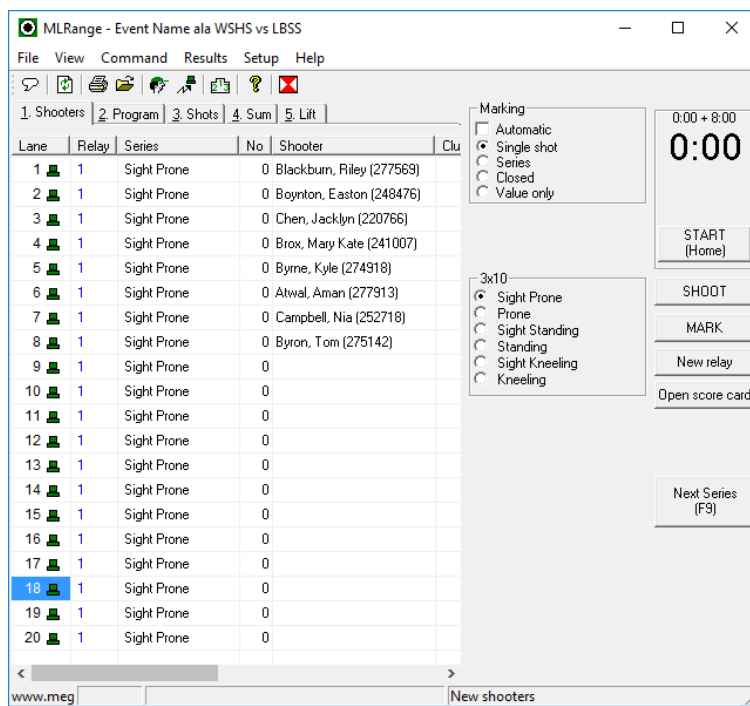 MLRange - Event Name ala WSHS vs LBSS
File View Command Results Setup Help
1. Shooters 2. Program 3. Shots 4. Sum 5. Lift
Lane Relay Series No Shooter Clu
1 1 Sight Prone 0 Blackburn, Riley (277569)
2 1 Sight Prone 0 Boynton, Easton (248476)
3 1 Sight Prone 0 Chen, Jacklyn (220766)
4 1 Sight Prone 0 Brox, Mary Kate (241007)
5 1 Sight Prone 0 Byrne, Kyle (274918)
6 1 Sight Prone 0 Atwal, Aman (277913)
7 1 Sight Prone 0 Campbell, Nia (252718)
8 1 Sight Prone 0 Byron, Tom (275142)
9 1 Sight Prone 0
10 1 Sight Prone 0
11 1 Sight Prone 0
12 1 Sight Prone 0
13 1 Sight Prone 0
14 1 Sight Prone 0
15 1 Sight Prone 0
16 1 Sight Prone 0
17 1 Sight Prone 0
18 1 Sight Prone 0
19 1 Sight Prone 0
20 1 Sight Prone 0
Marking
Automatic
Single shot
Series
Closed
Value only
3x10
Sight Prone
Prone
Sight Standing
Standing
Sight Kneeling
Kneeling
0:00 + 8:00
0:00
START
(Home)
SHOOT
MARK
New relay
Open score card
Next Series
(F9)
www.meg
New shooters